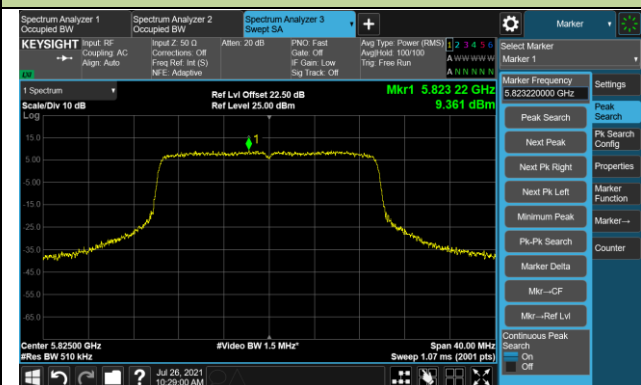 Spectrum Analyzer 1
Occupied BW
Spectrum Analyzer 2
Occupied BW
Spectrum Analyzer 3
Swept SA
+
Marker
KEYSIGHT
Input: RF
Coupling: AC
Align: Auto
Input Z: 50 Ω
Corrections: Off
Freq Ref: Int (S)
NFE: Adaptive
Atten: 20 dB
PNO: Fast
Gate: Off
IF Gain: Low
Sig Track: Off
Avg Type: Power (RMS)
Avg|Hold: 100/100
Trig: Free Run
1 2 3 4 5 6
A W W W W W
A N N N N N
Select Marker
Marker 1
1 Spectrum
Scale/Div 10 dB
Log
Ref Lvl Offset 22.50 dB
Ref Level 25.00 dBm
Mkr1 5.823 22 GHz
9.361 dBm
15.0
5.00
-5.00
-15.0
-25.0
-35.0
-45.0
-55.0
-65.0
1
Center 5.82500 GHz
#Res BW 510 kHz
#Video BW 1.5 MHz*
Span 40.00 MHz
Sweep 1.07 ms (2001 pts)
Marker Frequency
5.823220000 GHz
Peak Search
Next Peak
Next Pk Right
Next Pk Left
Minimum Peak
Pk-Pk Search
Marker Delta
Mkr→CF
Mkr→Ref Lvl
Continuous Peak
Search
On
Off
Settings
Peak
Search
Pk Search
Config
Properties
Marker
Function
Marker→
Counter
?
Jul 26, 2021
10:29:00 AM